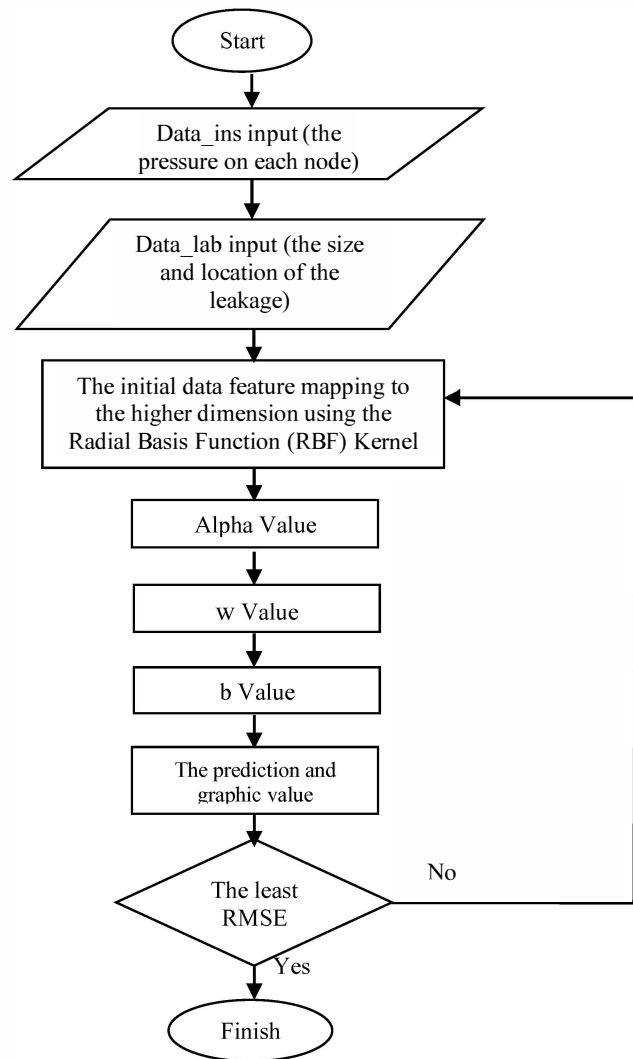 Start
Data_ins input (the
pressure on each node)
Data_lab input (the size
and location of the
leakage)
The initial data feature mapping to
the higher dimension using the
Radial Basis Function (RBF) Kernel
Alpha Value
w Value
b Value
The prediction and
graphic value
The least
RMSE
No
Yes
Finish